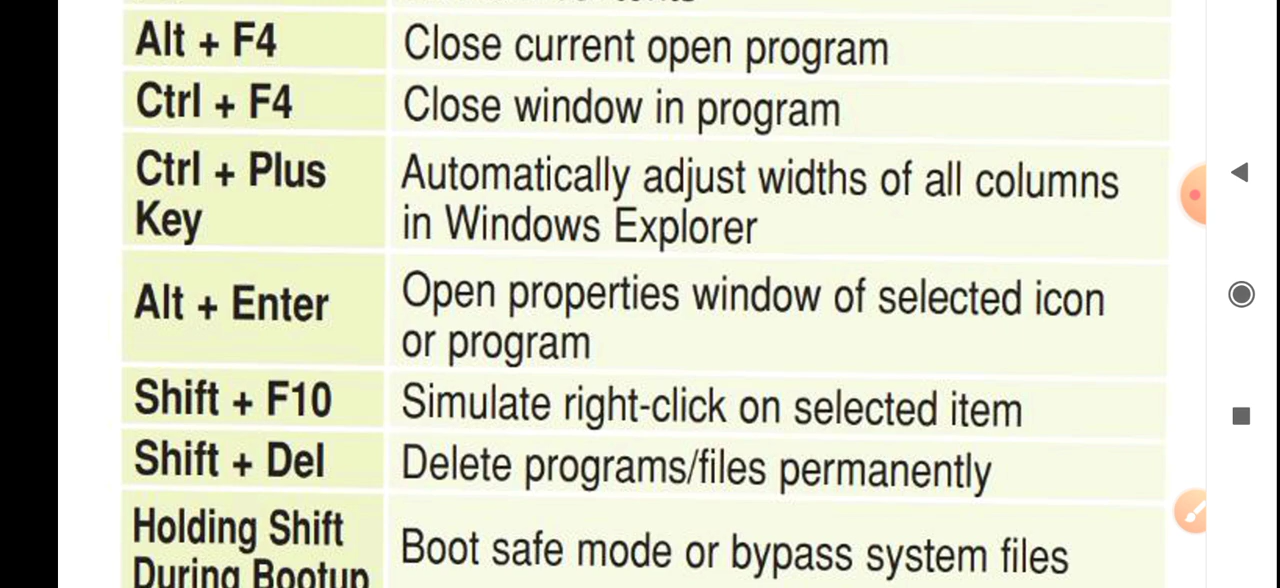 Alt + F4 Close current open program
Ctrl + F4 Close window in program
Ctrl + Plus Key Automatically adjust widths of all columns
in Windows Explorer
Alt + Enter Open properties window of selected icon
or program
Shift + F10 Simulate right-click on selected item
Shift + Del Delete programs/files permanently
Holding Shift
During Bootup Boot safe mode or bypass system files